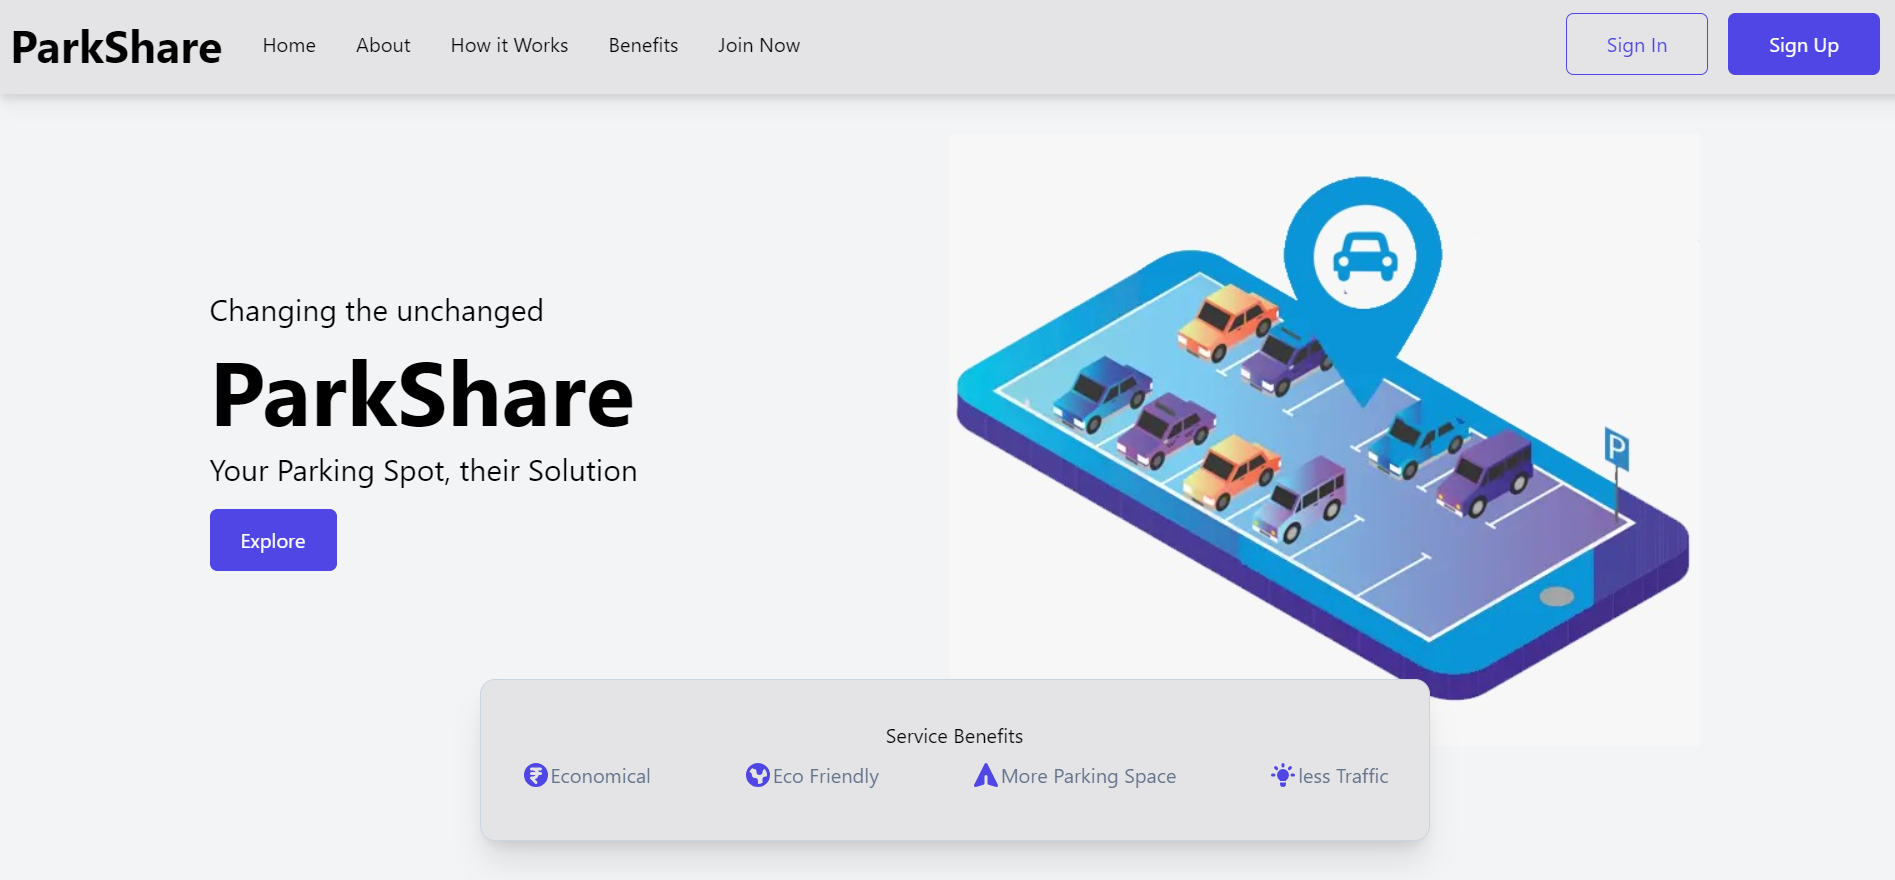 ParkShare Home About How it Works Benefits Join Now Sign In Sign Up
Changing the unchanged
ParkShare
Your Parking Spot, their Solution
Explore
P
Service Benefits
Economical Eco Friendly More Parking Space less Traffic